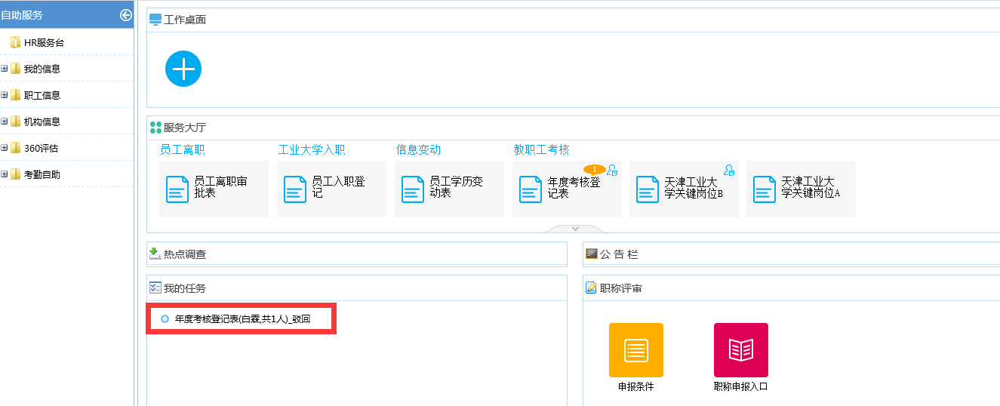 自助服务
HR服务台
我的信息
职工信息
机构信息
360评估
考勤自助
工作桌面
服务大厅
员工离职
工业大学入职
信息变动
教职工考核
员工离职审
批表
员工入职登
记
员工学历变
动表
1
年度考核登
记表
天津工业大
学关键岗位B
天津工业大
学关键岗位A
热点调查
公 告 栏
我的任务
年度考核登记表(白霖,共1人)_驳回
职称评审
申报条件
职称申报入口